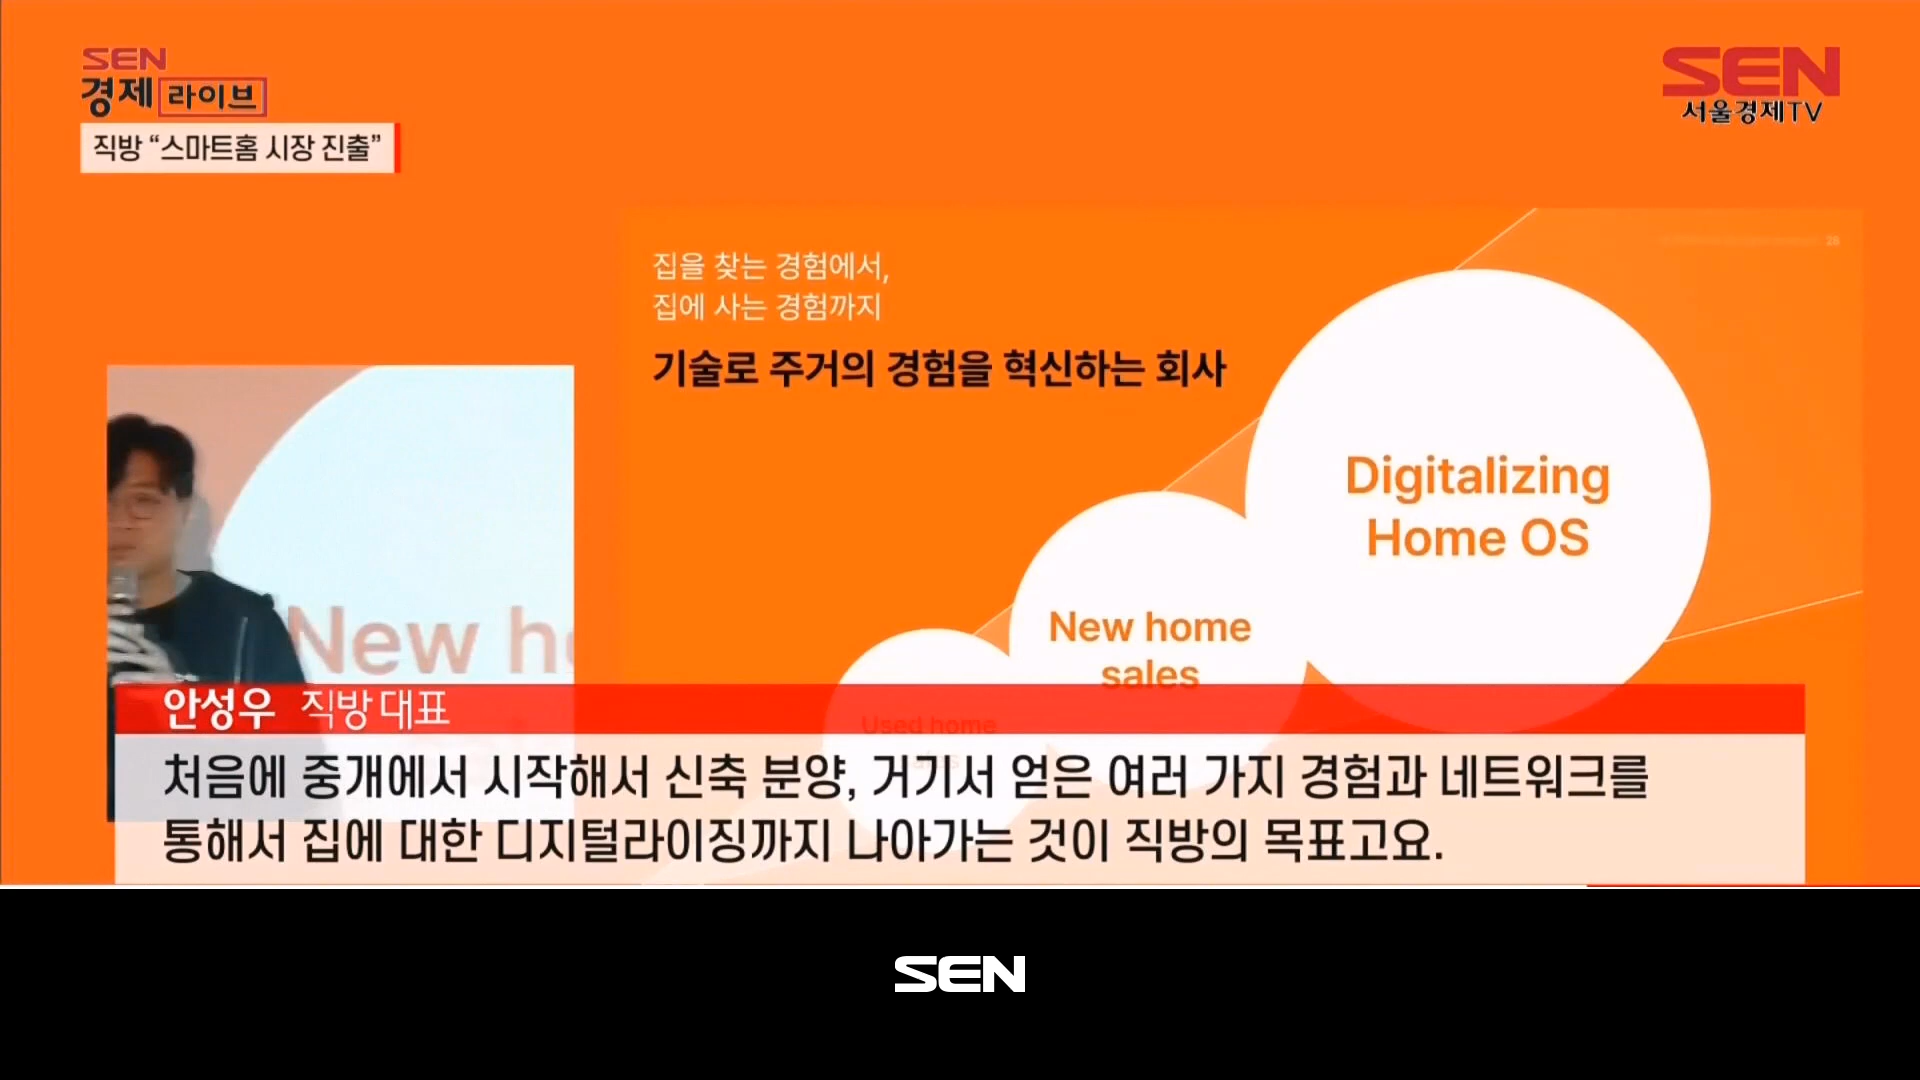 SEN
경제 라이브
직방 “스마트홈 시장 진출”
SEN
서울경제TV
28
집을 찾는 경험에서,
집에 사는 경험까지
기술로 주거의 경험을 혁신하는 회사
Digitalizing
Home OS
New home
sales
Used home
sales
New h
안성우 직방 대표
처음에 중개에서 시작해서 신축 분양, 거기서 얻은 여러 가지 경험과 네트워크를
통해서 집에 대한 디지털라이징까지 나아가는 것이 직방의 목표고요.
SEN